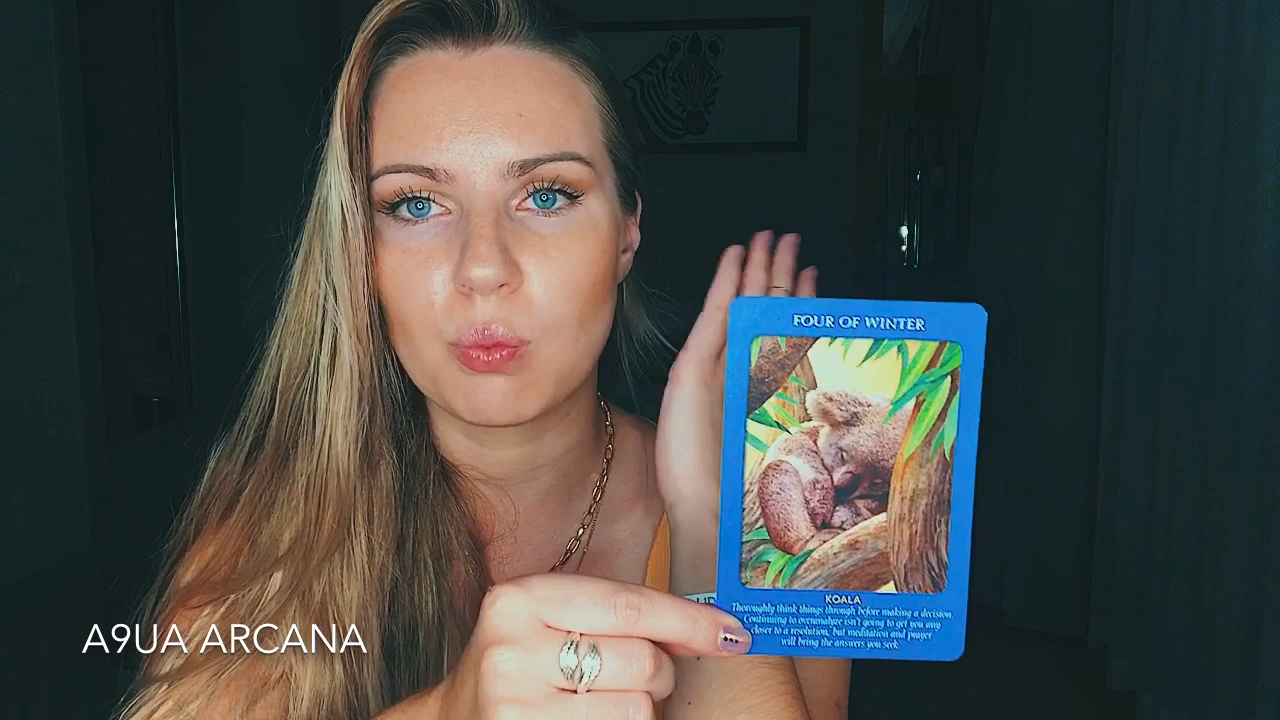 FOUR OF WINTER
KOALA
Thoroughly think things through before making a decision.
Continuing to overanalyze isn't going to get you any
closer to a resolution, but meditation and prayer
will bring the answers you seek.
A9UA ARCANA